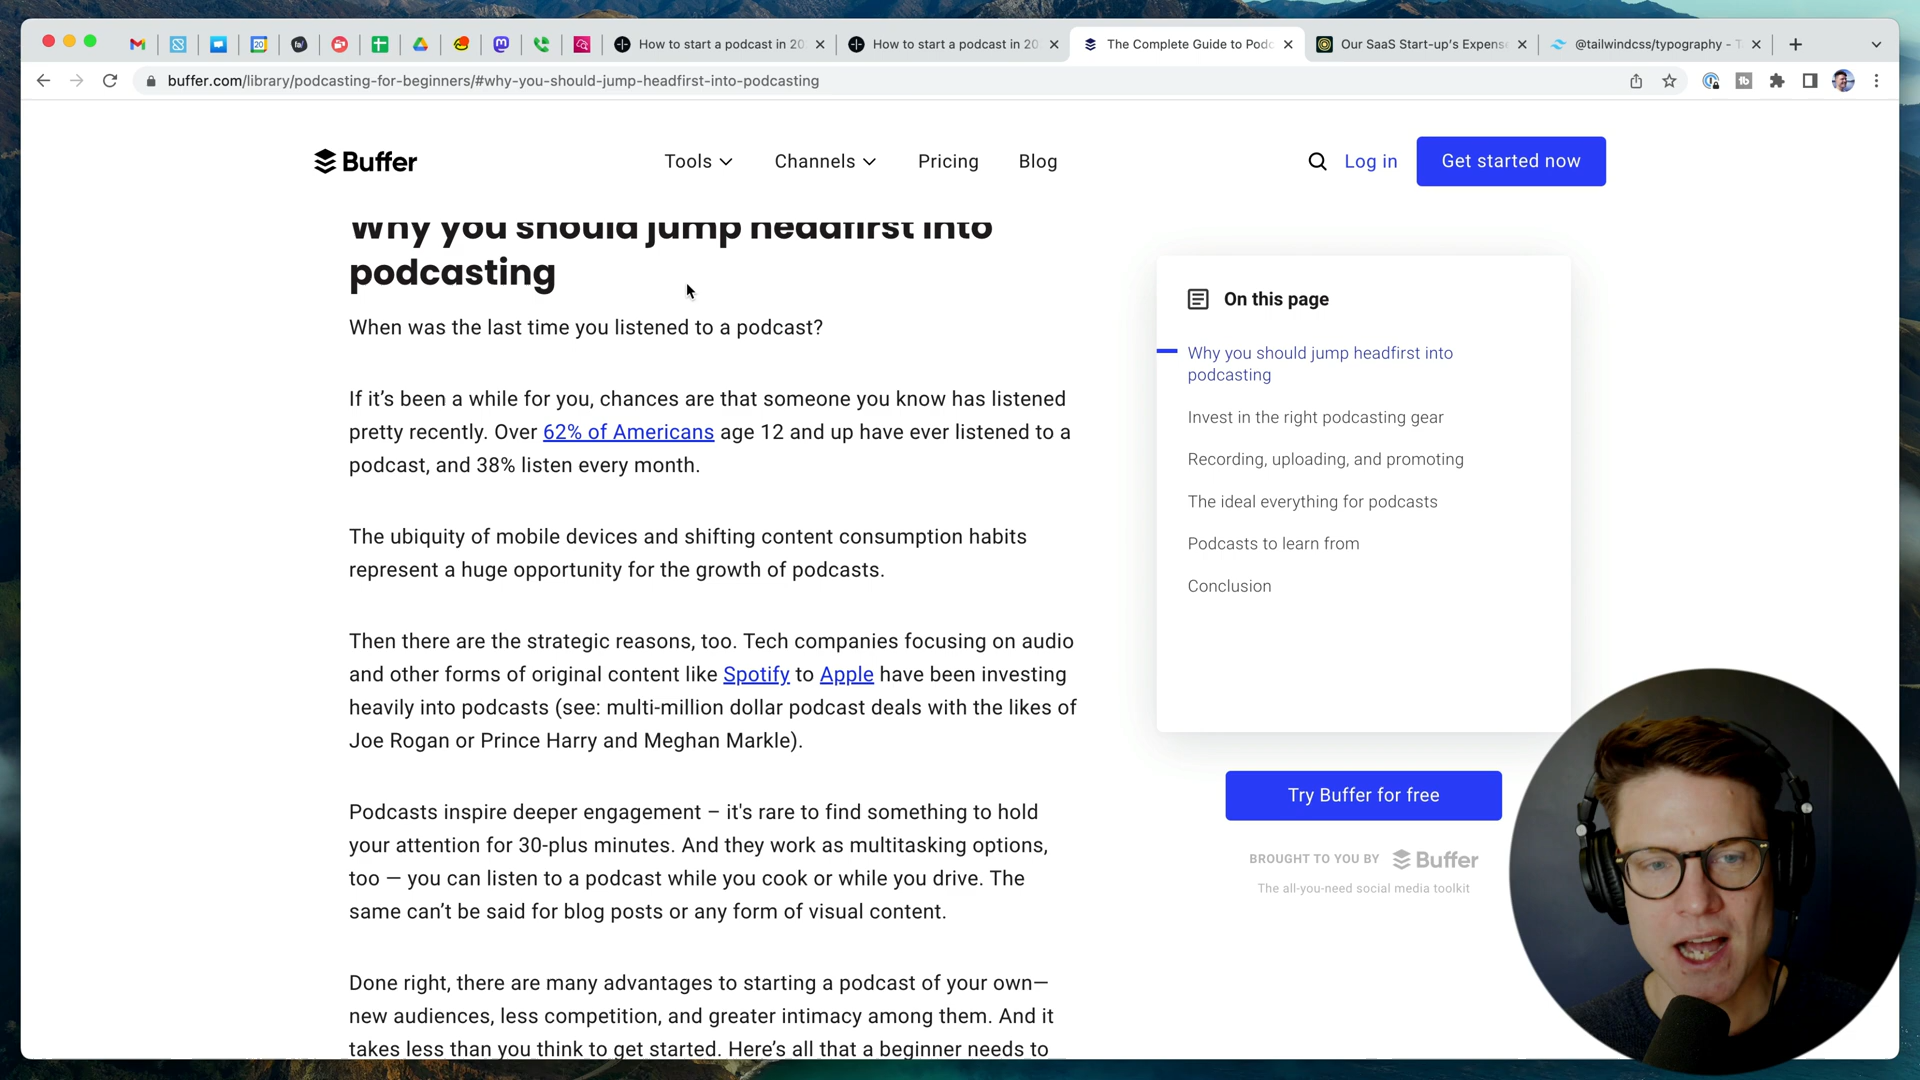 How to start a podcast in 20
How to start a podcast in 20
The Complete Guide to Podc
Our SaaS Start-up's Expense
@tailwindcss/typography - T
buffer.com/library/podcasting-for-beginners/#why-you-should-jump-headfirst-into-podcasting
Buffer
Tools
Channels
Pricing
Blog
Log in
Get started now
Why you should jump headfirst into
podcasting
When was the last time you listened to a podcast?
If it’s been a while for you, chances are that someone you know has listened
pretty recently. Over 62% of Americans age 12 and up have ever listened to a
podcast, and 38% listen every month.
The ubiquity of mobile devices and shifting content consumption habits
represent a huge opportunity for the growth of podcasts.
Then there are the strategic reasons, too. Tech companies focusing on audio
and other forms of original content like Spotify to Apple have been investing
heavily into podcasts (see: multi-million dollar podcast deals with the likes of
Joe Rogan or Prince Harry and Meghan Markle).
Podcasts inspire deeper engagement – it's rare to find something to hold
your attention for 30-plus minutes. And they work as multitasking options,
too — you can listen to a podcast while you cook or while you drive. The
same can’t be said for blog posts or any form of visual content.
Done right, there are many advantages to starting a podcast of your own—
new audiences, less competition, and greater intimacy among them. And it
takes less than you think to get started. Here’s all that a beginner needs to
On this page
Why you should jump headfirst into
podcasting
Invest in the right podcasting gear
Recording, uploading, and promoting
The ideal everything for podcasts
Podcasts to learn from
Conclusion
Try Buffer for free
BROUGHT TO YOU BY Buffer
The all-you-need social media toolkit